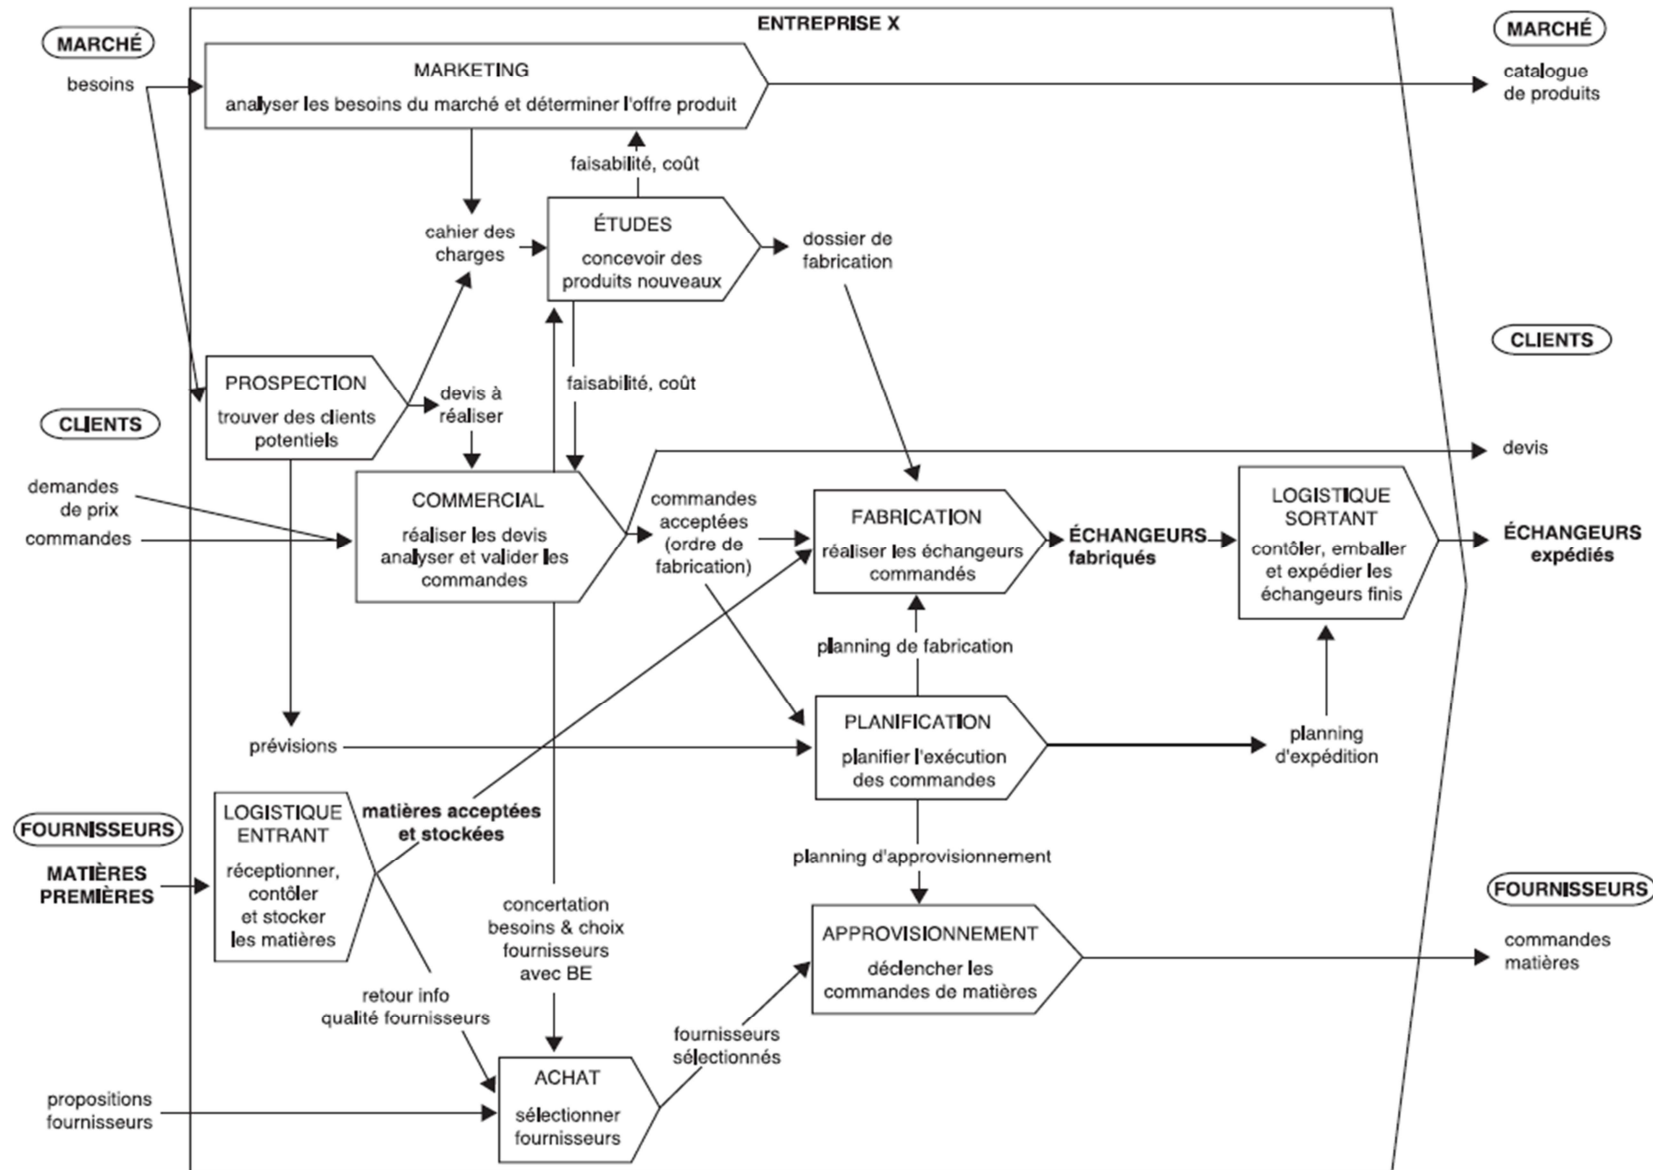 ENTREPRISE X
MARCHÉ
besoins
MARKETING
analyser les besoins du marché et déterminer l'offre produit
MARCHÉ
catalogue
de produits
faisabilité, coût
cahier des
charges
ÉTUDES
concevoir des
produits nouveaux
dossier de
fabrication
PROSPECTION
trouver des clients
potentiels
devis à
réaliser
faisabilité, coût
CLIENTS
devis
CLIENTS
demandes
de prix
commandes
COMMERCIAL
réaliser les devis
analyser et valider les
commandes
commandes
acceptées
(ordre de
fabrication)
FABRICATION
réaliser les échangeurs
commandés
ÉCHANGEURS
fabriqués
LOGISTIQUE
SORTANT
contôler, emballer
et expédier les
échangeurs finis
ÉCHANGEURS
expédiés
planning de fabrication
prévisions
PLANIFICATION
planifier l'exécution
des commandes
planning
d'expédition
FOURNISSEURS
MATIÈRES
PREMIÈRES
LOGISTIQUE
ENTRANT
réceptionner,
contôler
et stocker
les matières
matières acceptées
et stockées
planning d'approvisionnement
concertation
besoins & choix
fournisseurs
avec BE
APPROVISIONNEMENT
déclencher les
commandes de matières
FOURNISSEURS
commandes
matières
retour info
qualité fournisseurs
fournisseurs
sélectionnés
propositions
fournisseurs
ACHAT
sélectionner
fournisseurs